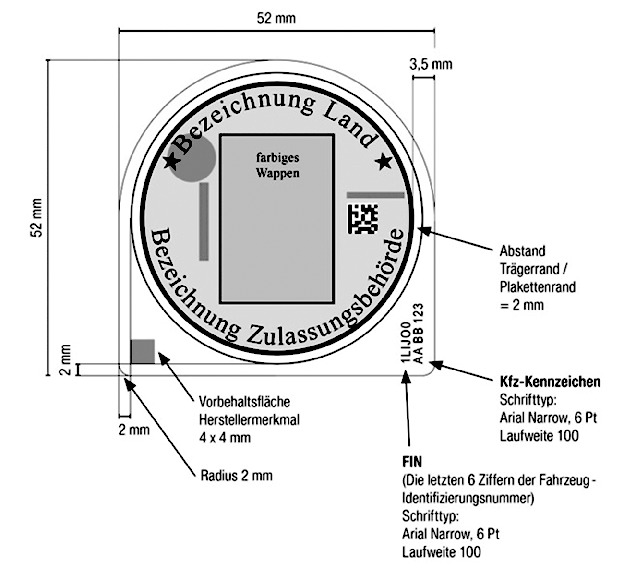 52 mm
3,5 mm
Bezeichnung Land
farbiges
Wappen
52 mm
Bezeichnung Zulassungsbehörde
Abstand
Trägerrand /
Plakettenrand
= 2 mm
1LIJ00
AA BB 123
2 mm
2 mm
Vorbehaltsfläche
Herstellermerkmal
4 x 4 mm
Radius 2 mm
Kfz-Kennzeichen
Schrifttyp:
Arial Narrow, 6 Pt
Laufweite 100
FIN
(Die letzten 6 Ziffern der Fahrzeug-
Identifizierungsnummer)
Schrifttyp:
Arial Narrow, 6 Pt
Laufweite 100